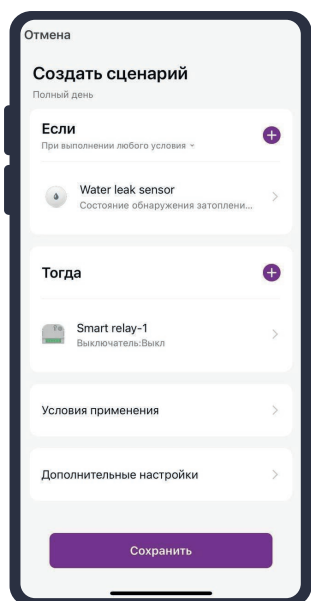 Отмена
Создать сценарий
Полный день
Если
При выполнении любого условия
Water leak sensor
Состояние обнаружения затоплени...
Тогда
Smart relay-1
Выключатель:Выкл
Условия применения
Дополнительные настройки
Сохранить